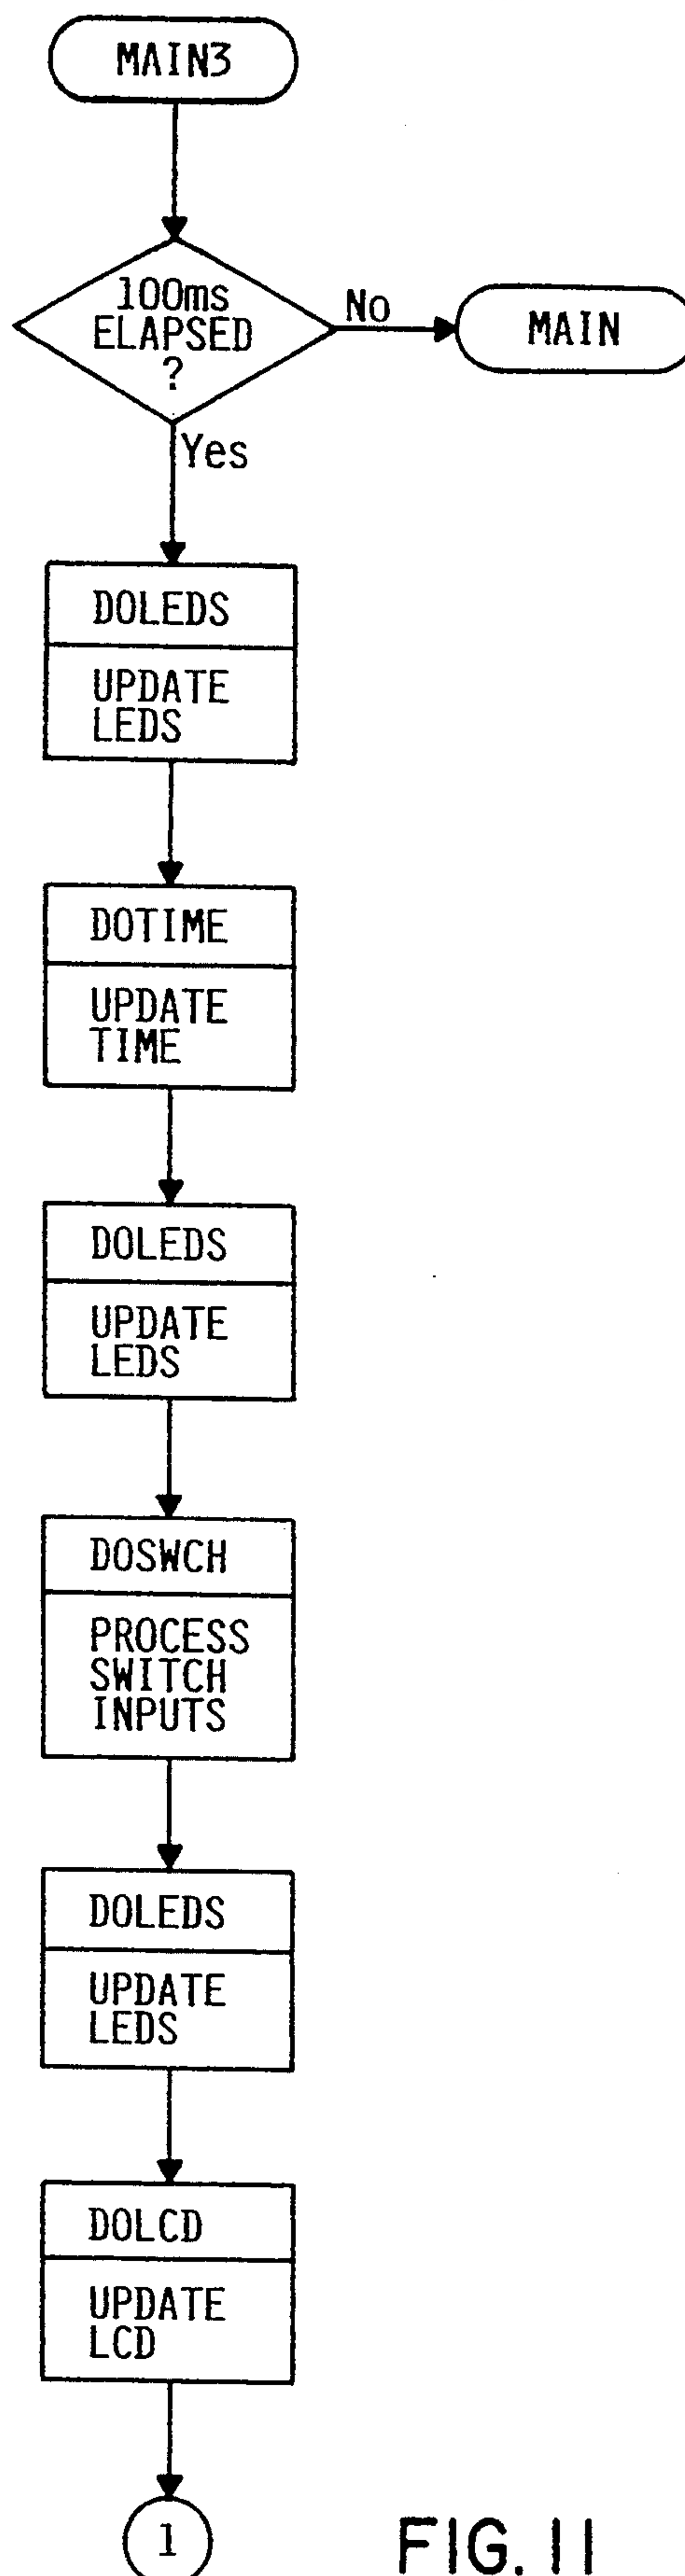 MAIN3
100ms
ELAPSED
?
No
MAIN
Yes
DOLEDS
UPDATE
LEDS
DOTIME
UPDATE
TIME
DOLEDS
UPDATE
LEDS
DOSWCH
PROCESS
SWITCH
INPUTS
DOLEDS
UPDATE
LEDS
DOLCD
UPDATE
LCD
1
FIG. 11